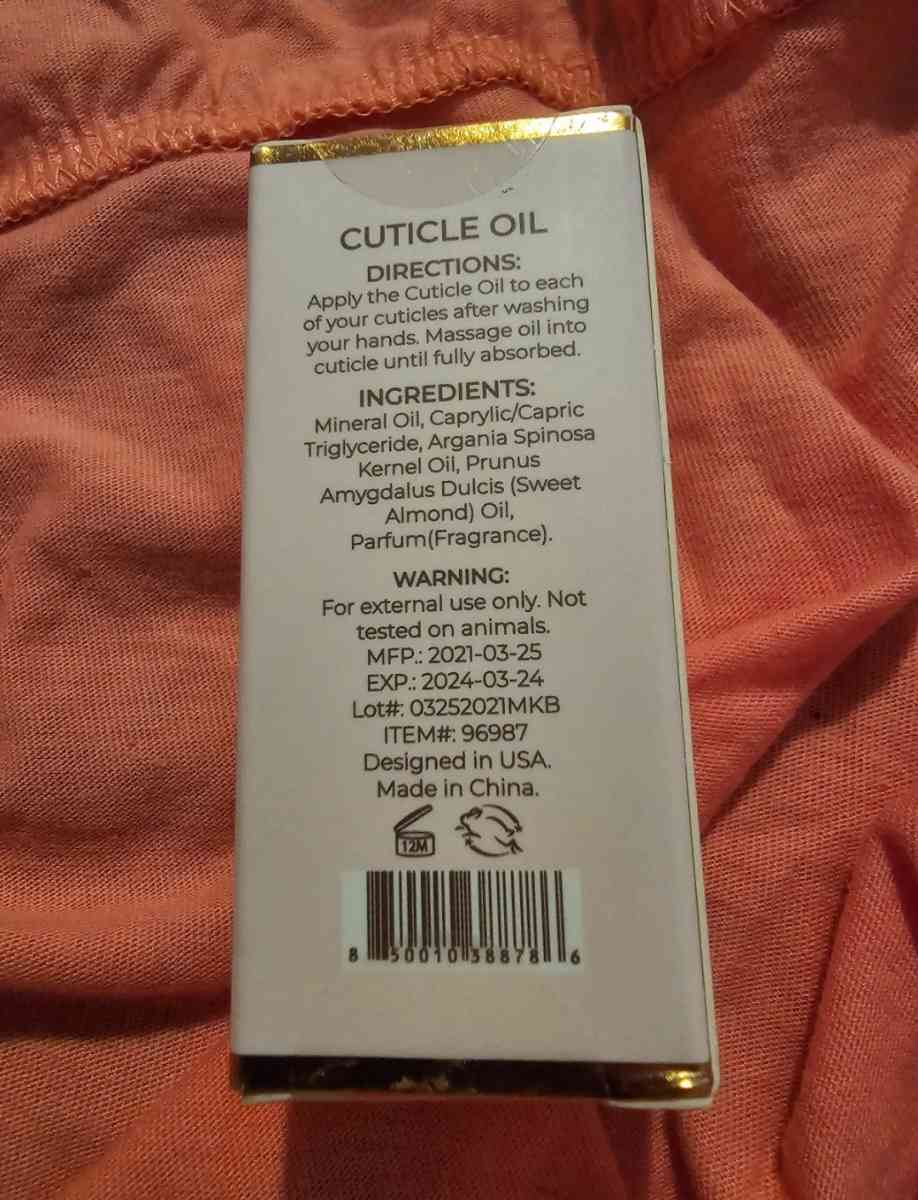 CUTICLE OIL
DIRECTIONS:
Apply the Cuticle Oil to each
of your cuticles after washing
your hands. Massage oil into
cuticle until fully absorbed.
INGREDIENTS:
Mineral Oil, Caprylic/Capric
Triglyceride, Argania Spinosa
Kernel Oil, Prunus
Amygdalus Dulcis (Sweet
Almond) Oil,
Parfum(Fragrance).
WARNING:
For external use only. Not
tested on animals.
MFP.: 2021-03-25
EXP.: 2024-03-24
Lot#: 03252021MKB
ITEM#: 96987
Designed in USA.
Made in China.
12M
8 50010 38878 6